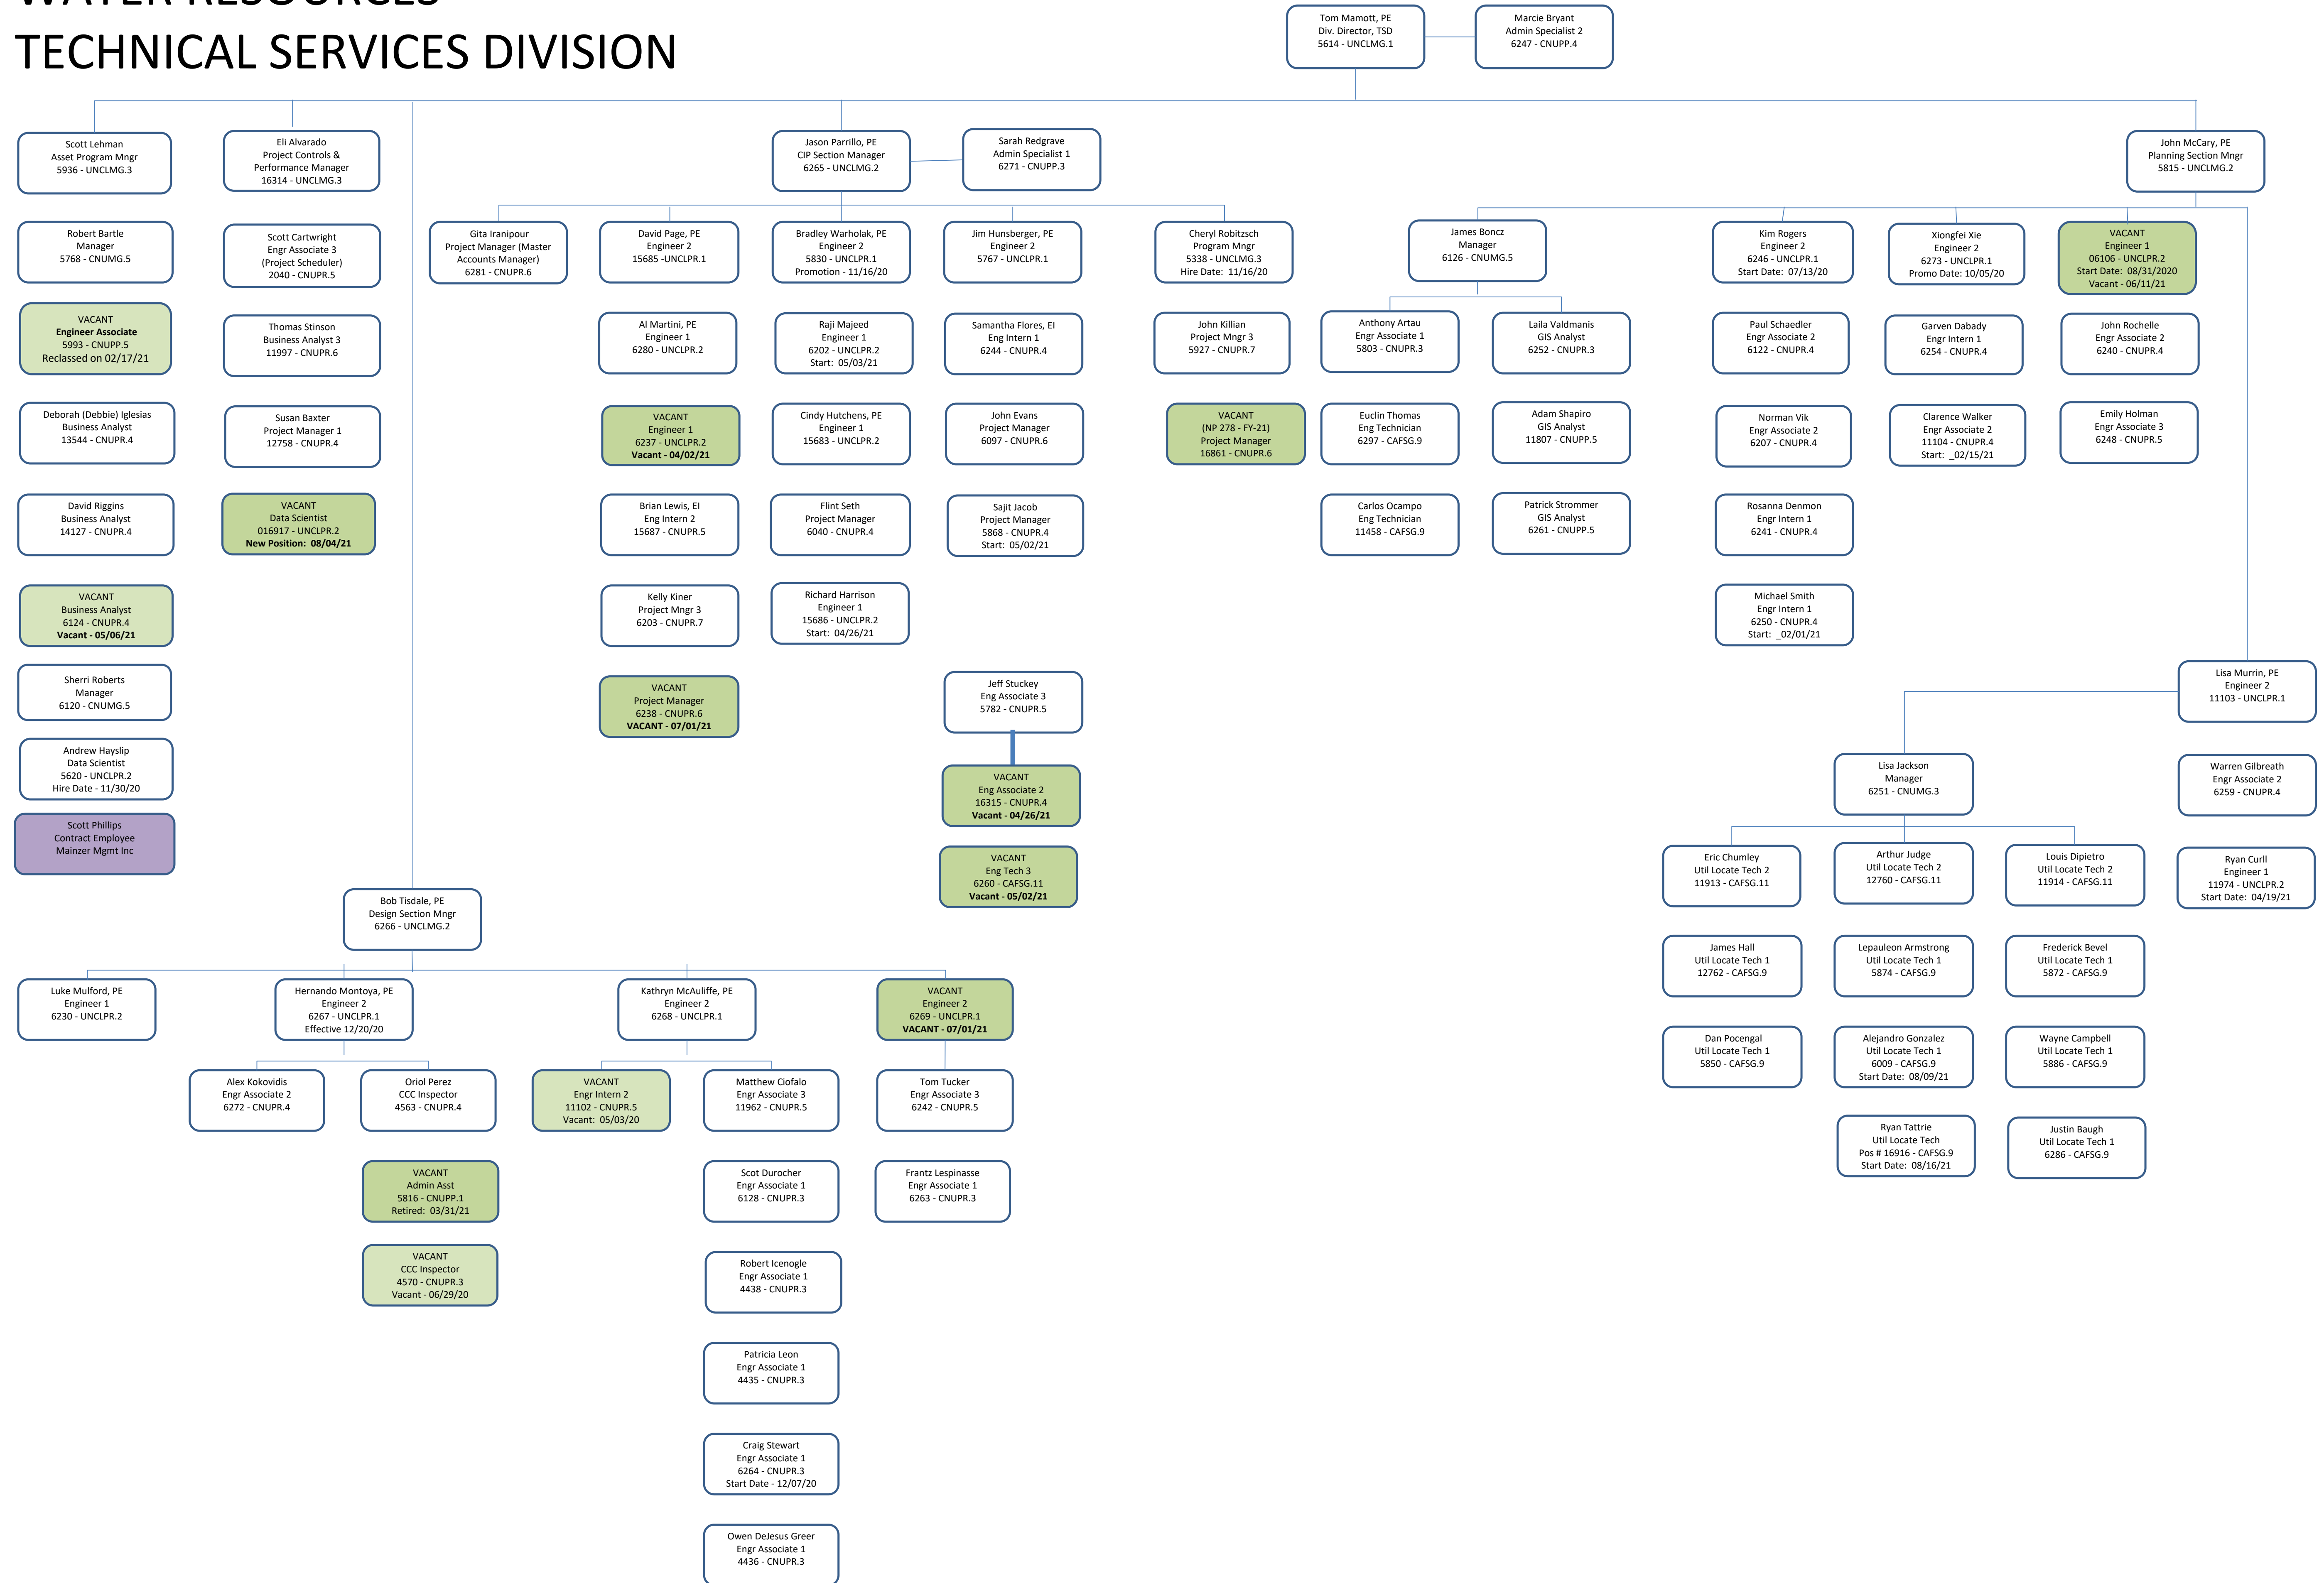 WATER RESOURCES
TECHNICAL SERVICES DIVISION
Tom Mamott, PE
Div. Director, TSD
5614 - UNCLMG.1
Marcie Bryant
Admin Specialist 2
6247 - CNUPP.4
Scott Lehman
Asset Program Mngr
5936 - UNCLMG.3
Eli Alvarado
Project Controls &
Performance Manager
16314 - UNCLMG.3
Jason Parrillo, PE
CIP Section Manager
6265 - UNCLMG.2
Sarah Redgrave
Admin Specialist 1
6271 - CNUPP.3
John McCary, PE
Planning Section Mngr
5815 - UNCLMG.2
Robert Bartle
Manager
5768 - CNUMG.5
Scott Cartwright
Engr Associate 3
(Project Scheduler)
2040 - CNUPR.5
Gita Iranipour
Project Manager (Master
Accounts Manager)
6281 - CNUPR.6
David Page, PE
Engineer 2
15685 -UNCLPR.1
Bradley Warholak, PE
Engineer 2
5830 - UNCLPR.1
Promotion - 11/16/20
Jim Hunsberger, PE
Engineer 2
5767 - UNCLPR.1
Cheryl Robitzsch
Program Mngr
5338 - UNCLMG.3
Hire Date:  11/16/20
James Boncz
Manager
6126 - CNUMG.5
Kim Rogers
Engineer 2
6246 - UNCLPR.1
Start Date:  07/13/20
Xiongfei Xie
Engineer 2
6273 - UNCLPR.1
Promo Date: 10/05/20
VACANT
Engineer 1
06106 - UNCLPR.2
Start Date:  08/31/2020
Vacant - 06/11/21
VACANT
Engineer Associate
5993 - CNUPP.5
Reclassed on 02/17/21
Thomas Stinson
Business Analyst 3
11997 - CNUPR.6
Al Martini, PE
Engineer 1
6280 - UNCLPR.2
Raji Majeed
Engineer 1
6202 - UNCLPR.2
Start:  05/03/21
Samantha Flores, EI
Eng Intern 1
6244 - CNUPR.4
John Killian
Project Mngr 3
5927 - CNUPR.7
Anthony Artau
Engr Associate 1
5803 - CNUPR.3
Laila Valdmanis
GIS Analyst
6252 - CNUPR.3
Paul Schaedler
Engr Associate 2
6122 - CNUPR.4
Garven Dabady
Engr Intern 1
6254 - CNUPR.4
John Rochelle
Engr Associate 2
6240 - CNUPR.4
Deborah (Debbie) Iglesias
Business Analyst
13544 - CNUPR.4
Susan Baxter
Project Manager 1
12758 - CNUPR.4
VACANT
Engineer 1
6237 - UNCLPR.2
Vacant - 04/02/21
Cindy Hutchens, PE
Engineer 1
15683 - UNCLPR.2
John Evans
Project Manager
6097 - CNUPR.6
VACANT
(NP 278 - FY-21)
Project Manager
16861 - CNUPR.6
Euclin Thomas
Eng Technician
6297 - CAFSG.9
Adam Shapiro
GIS Analyst
11807 - CNUPP.5
Norman Vik
Engr Associate 2
6207 - CNUPR.4
Clarence Walker
Engr Associate 2
11104 - CNUPR.4
Start:  _02/15/21
Emily Holman
Engr Associate 3
6248 - CNUPR.5
David Riggins
Business Analyst
14127 - CNUPR.4
VACANT
Data Scientist
016917 - UNCLPR.2
New Position:  08/04/21
Brian Lewis, EI
Eng Intern 2
15687 - CNUPR.5
Flint Seth
Project Manager
6040 - CNUPR.4
Sajit Jacob
Project Manager
5868 - CNUPR.4
Start:  05/02/21
Carlos Ocampo
Eng Technician
11458 - CAFSG.9
Patrick Strommer
GIS Analyst
6261 - CNUPP.5
Rosanna Denmon
Engr Intern 1
6241 - CNUPR.4
VACANT
Business Analyst
6124 - CNUPR.4
Vacant - 05/06/21
Kelly Kiner
Project Mngr 3
6203 - CNUPR.7
Richard Harrison
Engineer 1
15686 - UNCLPR.2
Start:  04/26/21
Michael Smith
Engr Intern 1
6250 - CNUPR.4
Start:  _02/01/21
Sherri Roberts
Manager
6120 - CNUMG.5
VACANT
Project Manager
6238 - CNUPR.6
VACANT - 07/01/21
Jeff Stuckey
Eng Associate 3
5782 - CNUPR.5
Lisa Murrin, PE
Engineer 2
11103 - UNCLPR.1
Andrew Hayslip
Data Scientist
5620 - UNCLPR.2
Hire Date - 11/30/20
VACANT
Eng Associate 2
16315 - CNUPR.4
Vacant - 04/26/21
Lisa Jackson
Manager
6251 - CNUMG.3
Warren Gilbreath
Engr Associate 2
6259 - CNUPR.4
Scott Phillips
Contract Employee
Mainzer Mgmt Inc
VACANT
Eng Tech 3
6260 - CAFSG.11
Vacant - 05/02/21
Eric Chumley
Util Locate Tech 2
11913 - CAFSG.11
Arthur Judge
Util Locate Tech 2
12760 - CAFSG.11
Louis Dipietro
Util Locate Tech 2
11914 - CAFSG.11
Ryan Curll
Engineer 1
11974 - UNCLPR.2
Start Date: 04/19/21
Bob Tisdale, PE
Design Section Mngr
6266 - UNCLMG.2
James Hall
Util Locate Tech 1
12762 - CAFSG.9
Lepauleon Armstrong
Util Locate Tech 1
5874 - CAFSG.9
Frederick Bevel
Util Locate Tech 1
5872 - CAFSG.9
Luke Mulford, PE
Engineer 1
6230 - UNCLPR.2
Hernando Montoya, PE
Engineer 2
6267 - UNCLPR.1
Effective 12/20/20
Kathryn McAuliffe, PE
Engineer 2
6268 - UNCLPR.1
VACANT
Engineer 2
6269 - UNCLPR.1
VACANT - 07/01/21
Dan Pocengal
Util Locate Tech 1
5850 - CAFSG.9
Alejandro Gonzalez
Util Locate Tech 1
6009 - CAFSG.9
Start Date:  08/09/21
Wayne Campbell
Util Locate Tech 1
5886 - CAFSG.9
Alex Kokovidis
Engr Associate 2
6272 - CNUPR.4
Oriol Perez
CCC Inspector
4563 - CNUPR.4
VACANT
Engr Intern 2
11102 - CNUPR.5
Vacant:  05/03/20
Matthew Ciofalo
Engr Associate 3
11962 - CNUPR.5
Tom Tucker
Engr Associate 3
6242 - CNUPR.5
Ryan Tattrie
Util Locate Tech
Pos # 16916 - CAFSG.9
Start Date:  08/16/21
Justin Baugh
Util Locate Tech 1
6286 - CAFSG.9
VACANT
Admin Asst
5816 - CNUPP.1
Retired:  03/31/21
Scot Durocher
Engr Associate 1
6128 - CNUPR.3
Frantz Lespinasse
Engr Associate 1
6263 - CNUPR.3
VACANT
CCC Inspector
4570 - CNUPR.3
Vacant - 06/29/20
Robert Icenogle
Engr Associate 1
4438 - CNUPR.3
Patricia Leon
Engr Associate 1
4435 - CNUPR.3
Craig Stewart
Engr Associate 1
6264 - CNUPR.3
Start Date - 12/07/20
Owen DeJesus Greer
Engr Associate 1
4436 - CNUPR.3